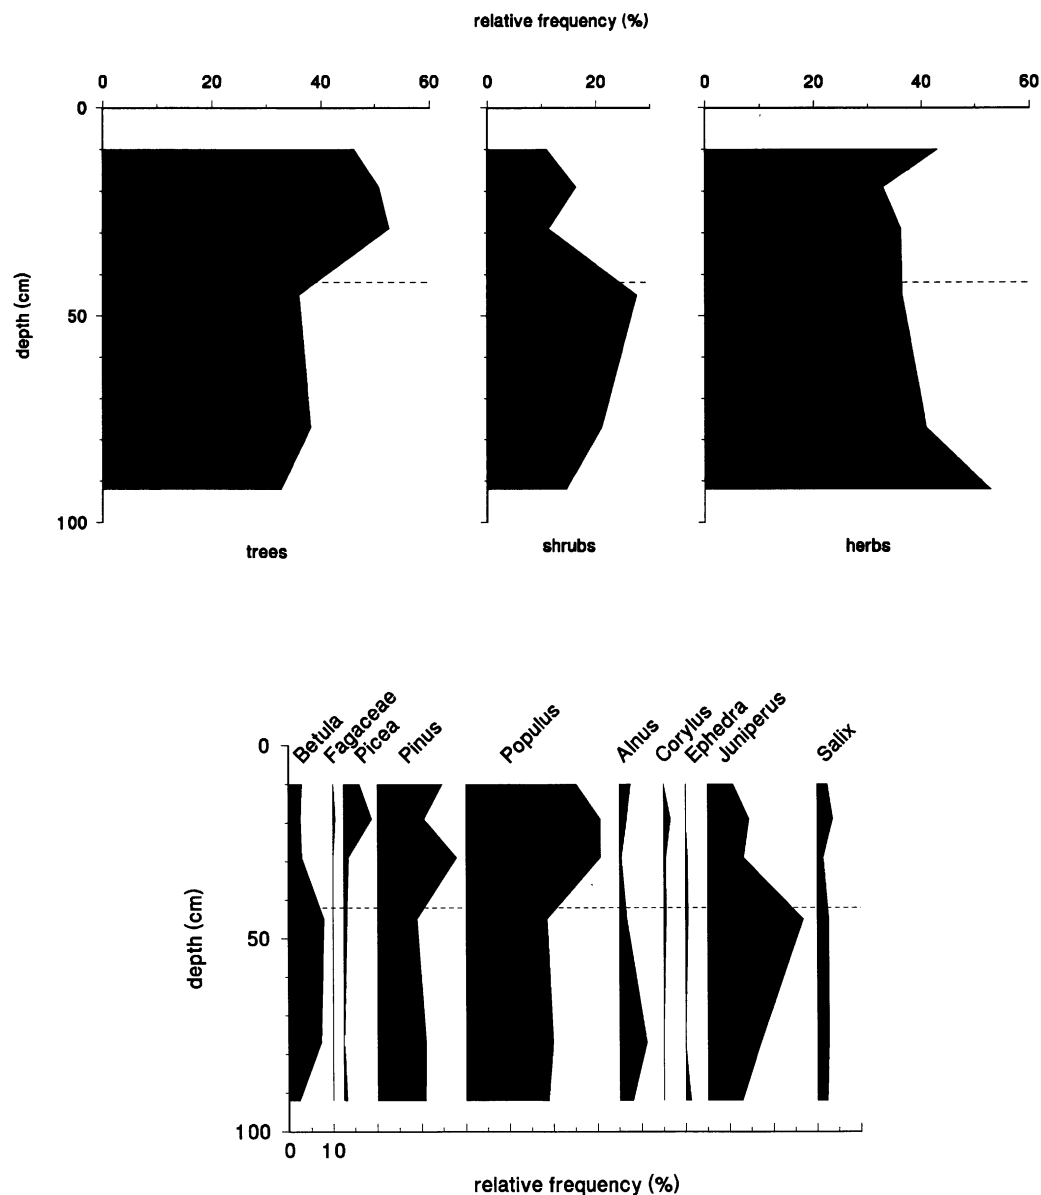 relative frequency (%)
0 40 60 0 20 0 20 40 60
0
depth (cm)
50
100
trees shrubs herbs
Betula Fagaceae Picea Pinus Populus Alnus Corylus Ephedra Juniperus Salix
0
depth (cm)
50
100
0 10
relative frequency (%)